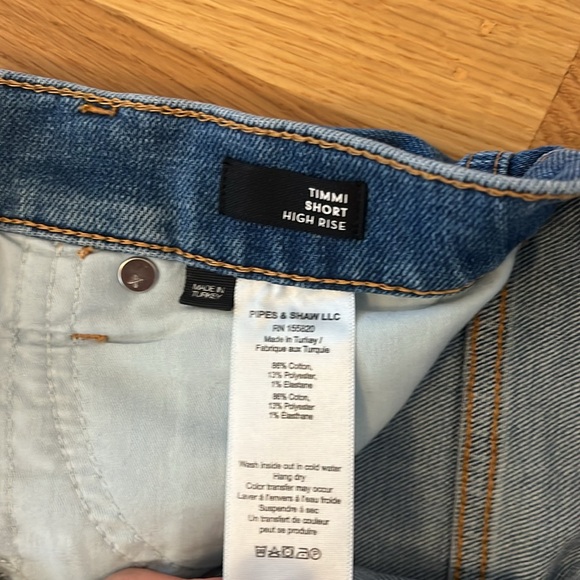 TIMMI
SHORT
HIGH RISE
MADE IN
TURKEY
PIPES & SHAW LLC
RN 155820
Made in Turkey /
Fabrique aux Turquie
86% Cotton,
13% Polyester,
1% Elastane
86% Coton,
13% Polyester
1% Elasthane
Wash inside out in cold water
Hang dry
Color transfer may occur
Laver à l'envers à l'eau froide
Suspendre à sec
Un transfert de couleur
peut se produire